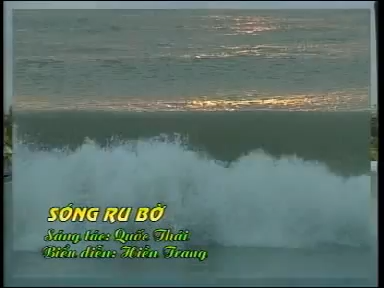 SÓNG RU BỜ
Sáng tác: Quốc Thái
Biểu diễn: Hiền Trang